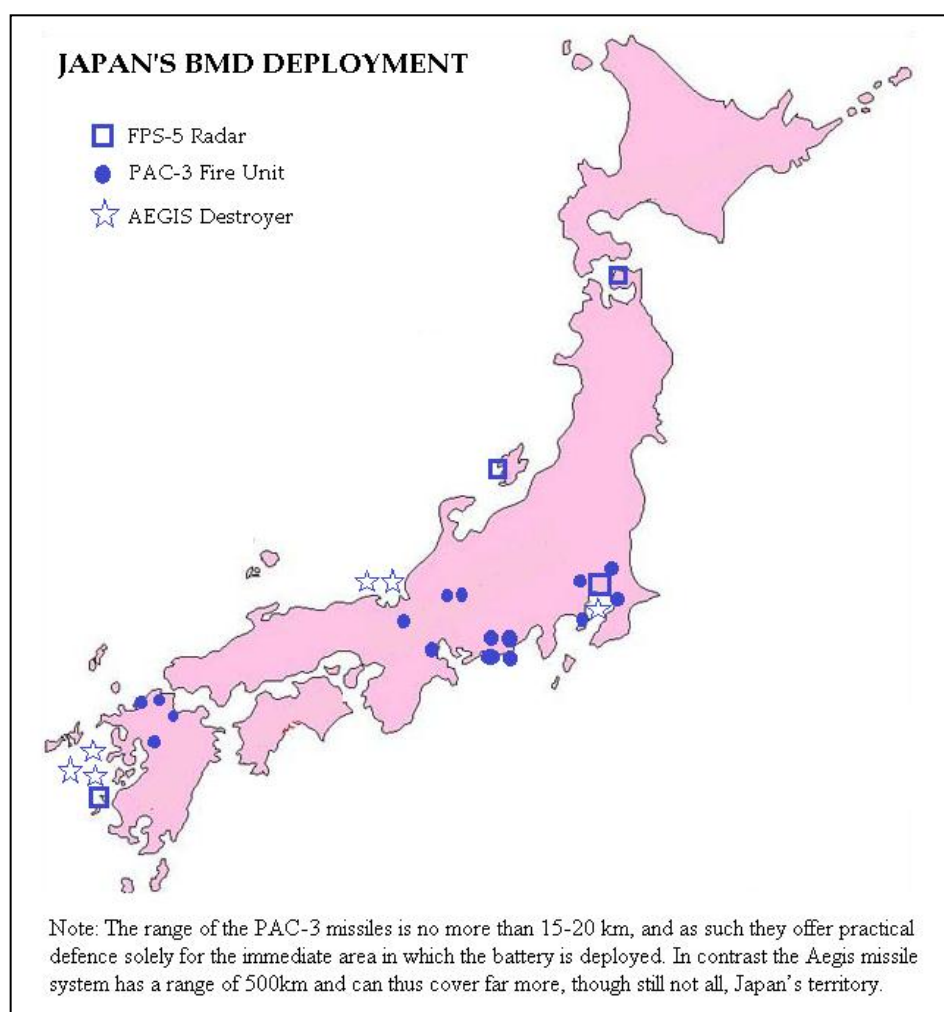 JAPAN'S BMD DEPLOYMENT
FPS-5 Radar
PAC-3 Fire Unit
AEGIS Destroyer
Note: The range of the PAC-3 missiles is no more than 15-20 km, and as such they offer practical
defence solely for the immediate area in which the battery is deployed. In contrast the Aegis missile
system has a range of 500km and can thus cover far more, though still not all, Japan's territory.